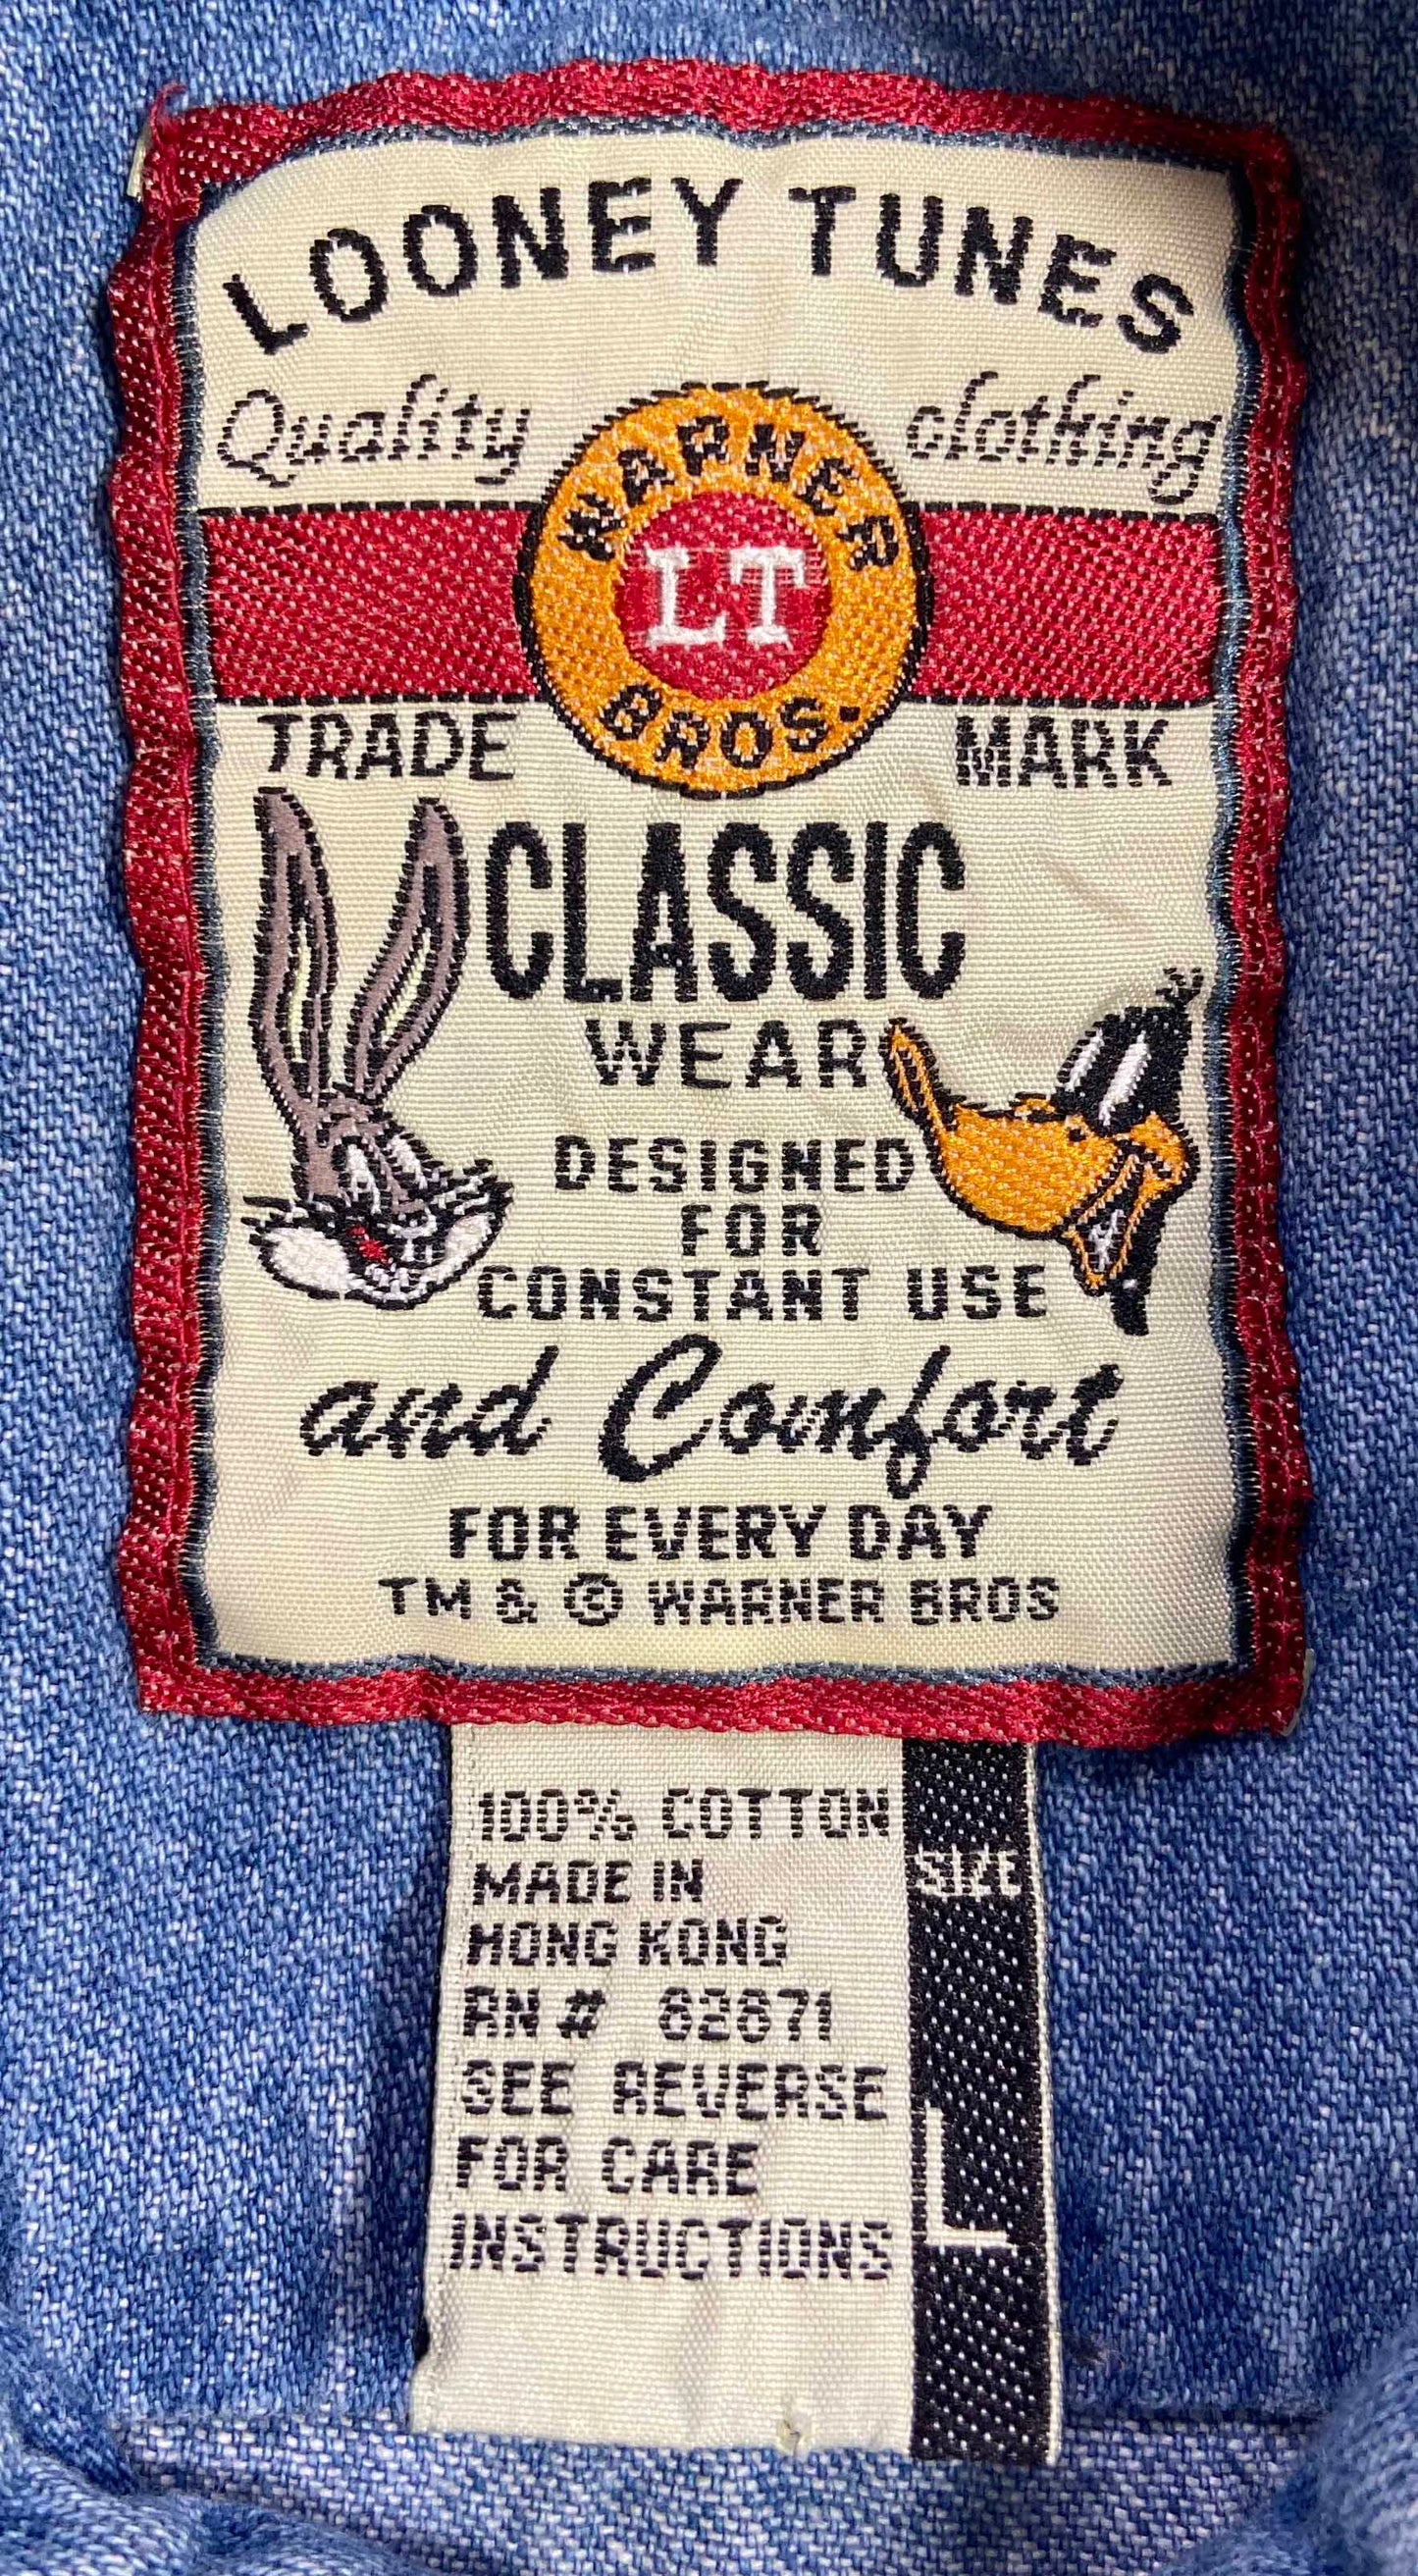 LOONEY TUNES
Quality clothing
WARNER
LT
BROS.
TRADE MARK
CLASSIC
WEAR
DESIGNED
FOR
CONSTANT USE
and Comfort
FOR EVERY DAY
TM & © WARNER BROS
100% COTTON
MADE IN
HONG KONG
RN # 62671
SEE REVERSE
FOR CARE
INSTRUCTIONS
SIZE
L